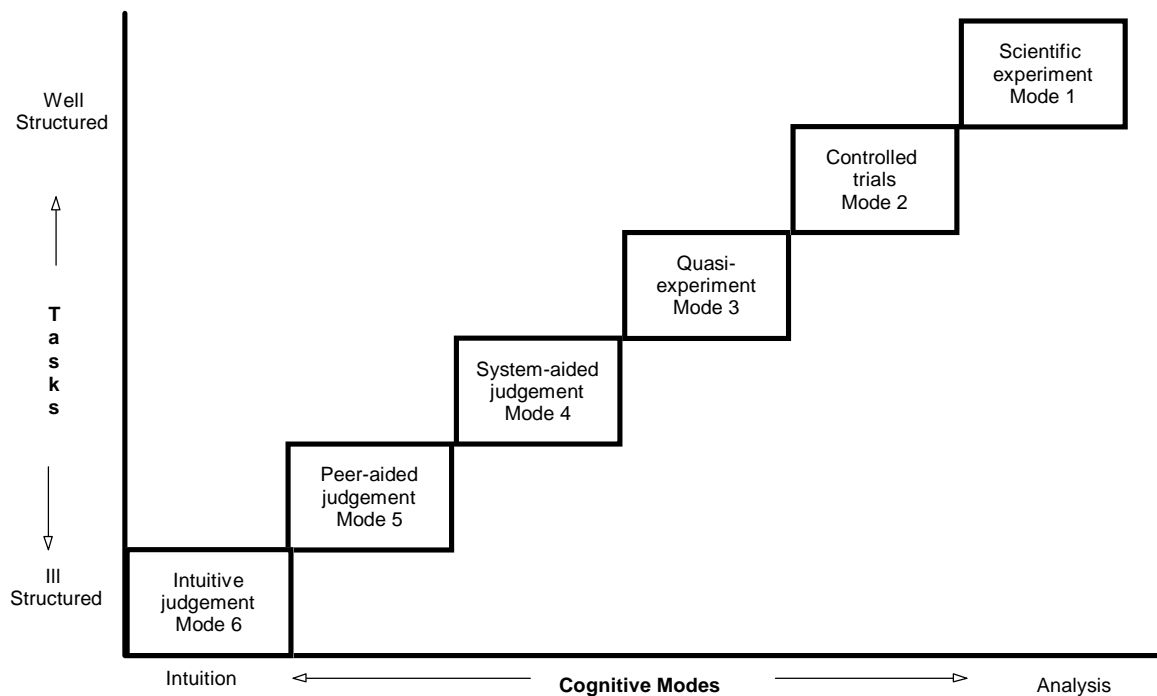 Scientific
experiment
Mode 1
Well
Structured
Controlled
trials
Mode 2
Quasi-
experiment
Mode 3
T
a
s
k
s
System-aided
judgement
Mode 4
Peer-aided
judgement
Mode 5
Ill
Structured
Intuitive
judgement
Mode 6
Intuition
Cognitive Modes
Analysis